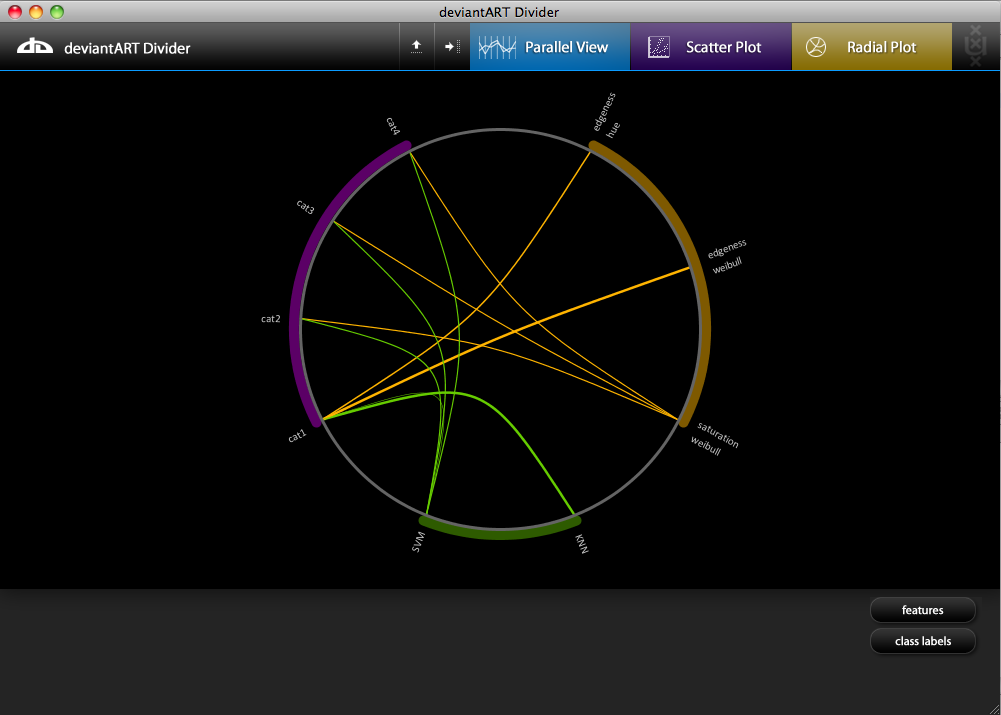 deviantART Divider
deviantART Divider
Parallel View
Scatter Plot
Radial Plot
cat4
edgeness
hue
cat3
edgeness
weibull
cat2
cat1
saturation
weibull
SVM
KNN
features
class labels